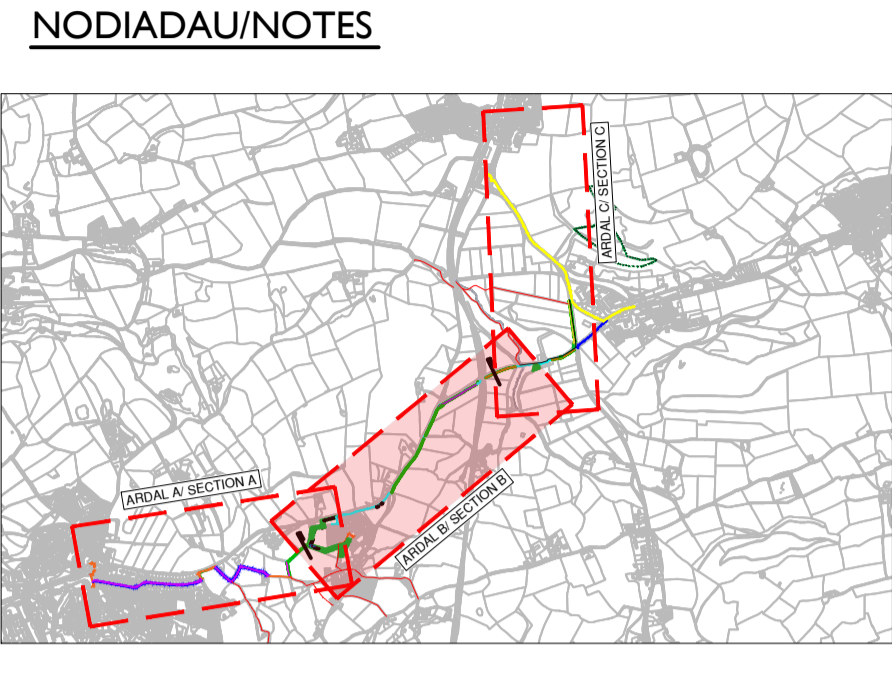 NODIADAU/NOTES
ARDAL C/ SECTION C
ARDAL A/ SECTION A
ARDAL B/ SECTION B